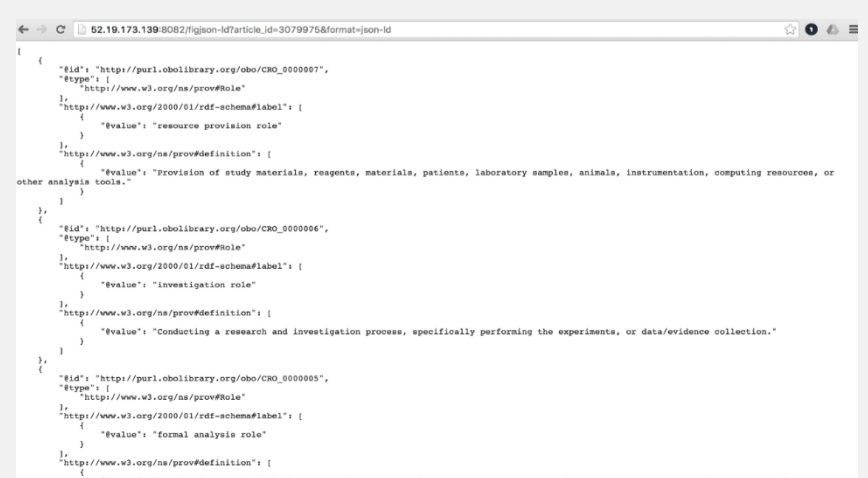 52.19.173.139:8082/figjson-ld?article_id=3079975&format=json-ld
[
{
"@id": "http://purl.obolibrary.org/obo/CRO_0000007",
"@type": [
"http://www.w3.org/ns/prov#Role"
],
"http://www.w3.org/2000/01/rdf-schema#label": [
{
"@value": "resource provision role"
}
],
"http://www.w3.org/ns/prov#definition": [
{
"@value": "Provision of study materials, reagents, materials, patients, laboratory samples, animals, instrumentation, computing resources, or
other analysis tools."
}
]
},
{
"@id": "http://purl.obolibrary.org/obo/CRO_0000006",
"@type": [
"http://www.w3.org/ns/prov#Role"
],
"http://www.w3.org/2000/01/rdf-schema#label": [
{
"@value": "investigation role"
}
],
"http://www.w3.org/ns/prov#definition": [
{
"@value": "Conducting a research and investigation process, specifically performing the experiments, or data/evidence collection."
}
]
},
{
"@id": "http://purl.obolibrary.org/obo/CRO_0000005",
"@type": [
"http://www.w3.org/ns/prov#Role"
],
"http://www.w3.org/2000/01/rdf-schema#label": [
{
"@value": "formal analysis role"
}
],
"http://www.w3.org/ns/prov#definition": [
{